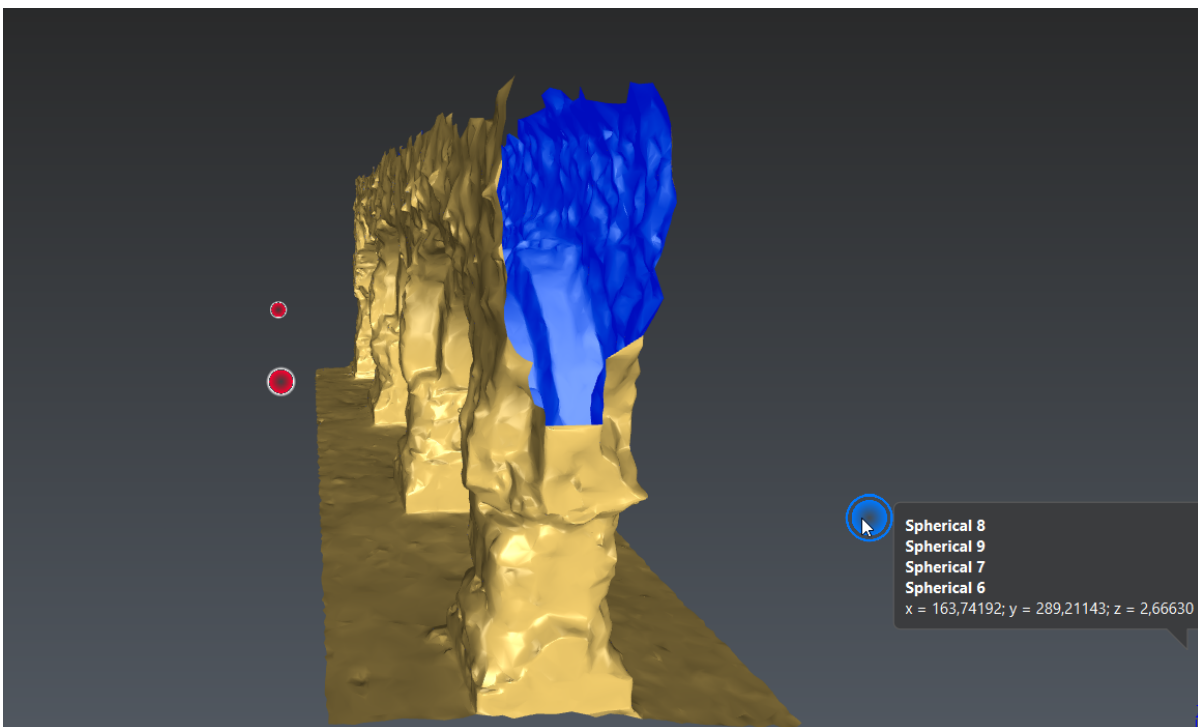 Spherical 8
Spherical 9
Spherical 7
Spherical 6
x = 163,74192; y = 289,21143; z = 2,66630